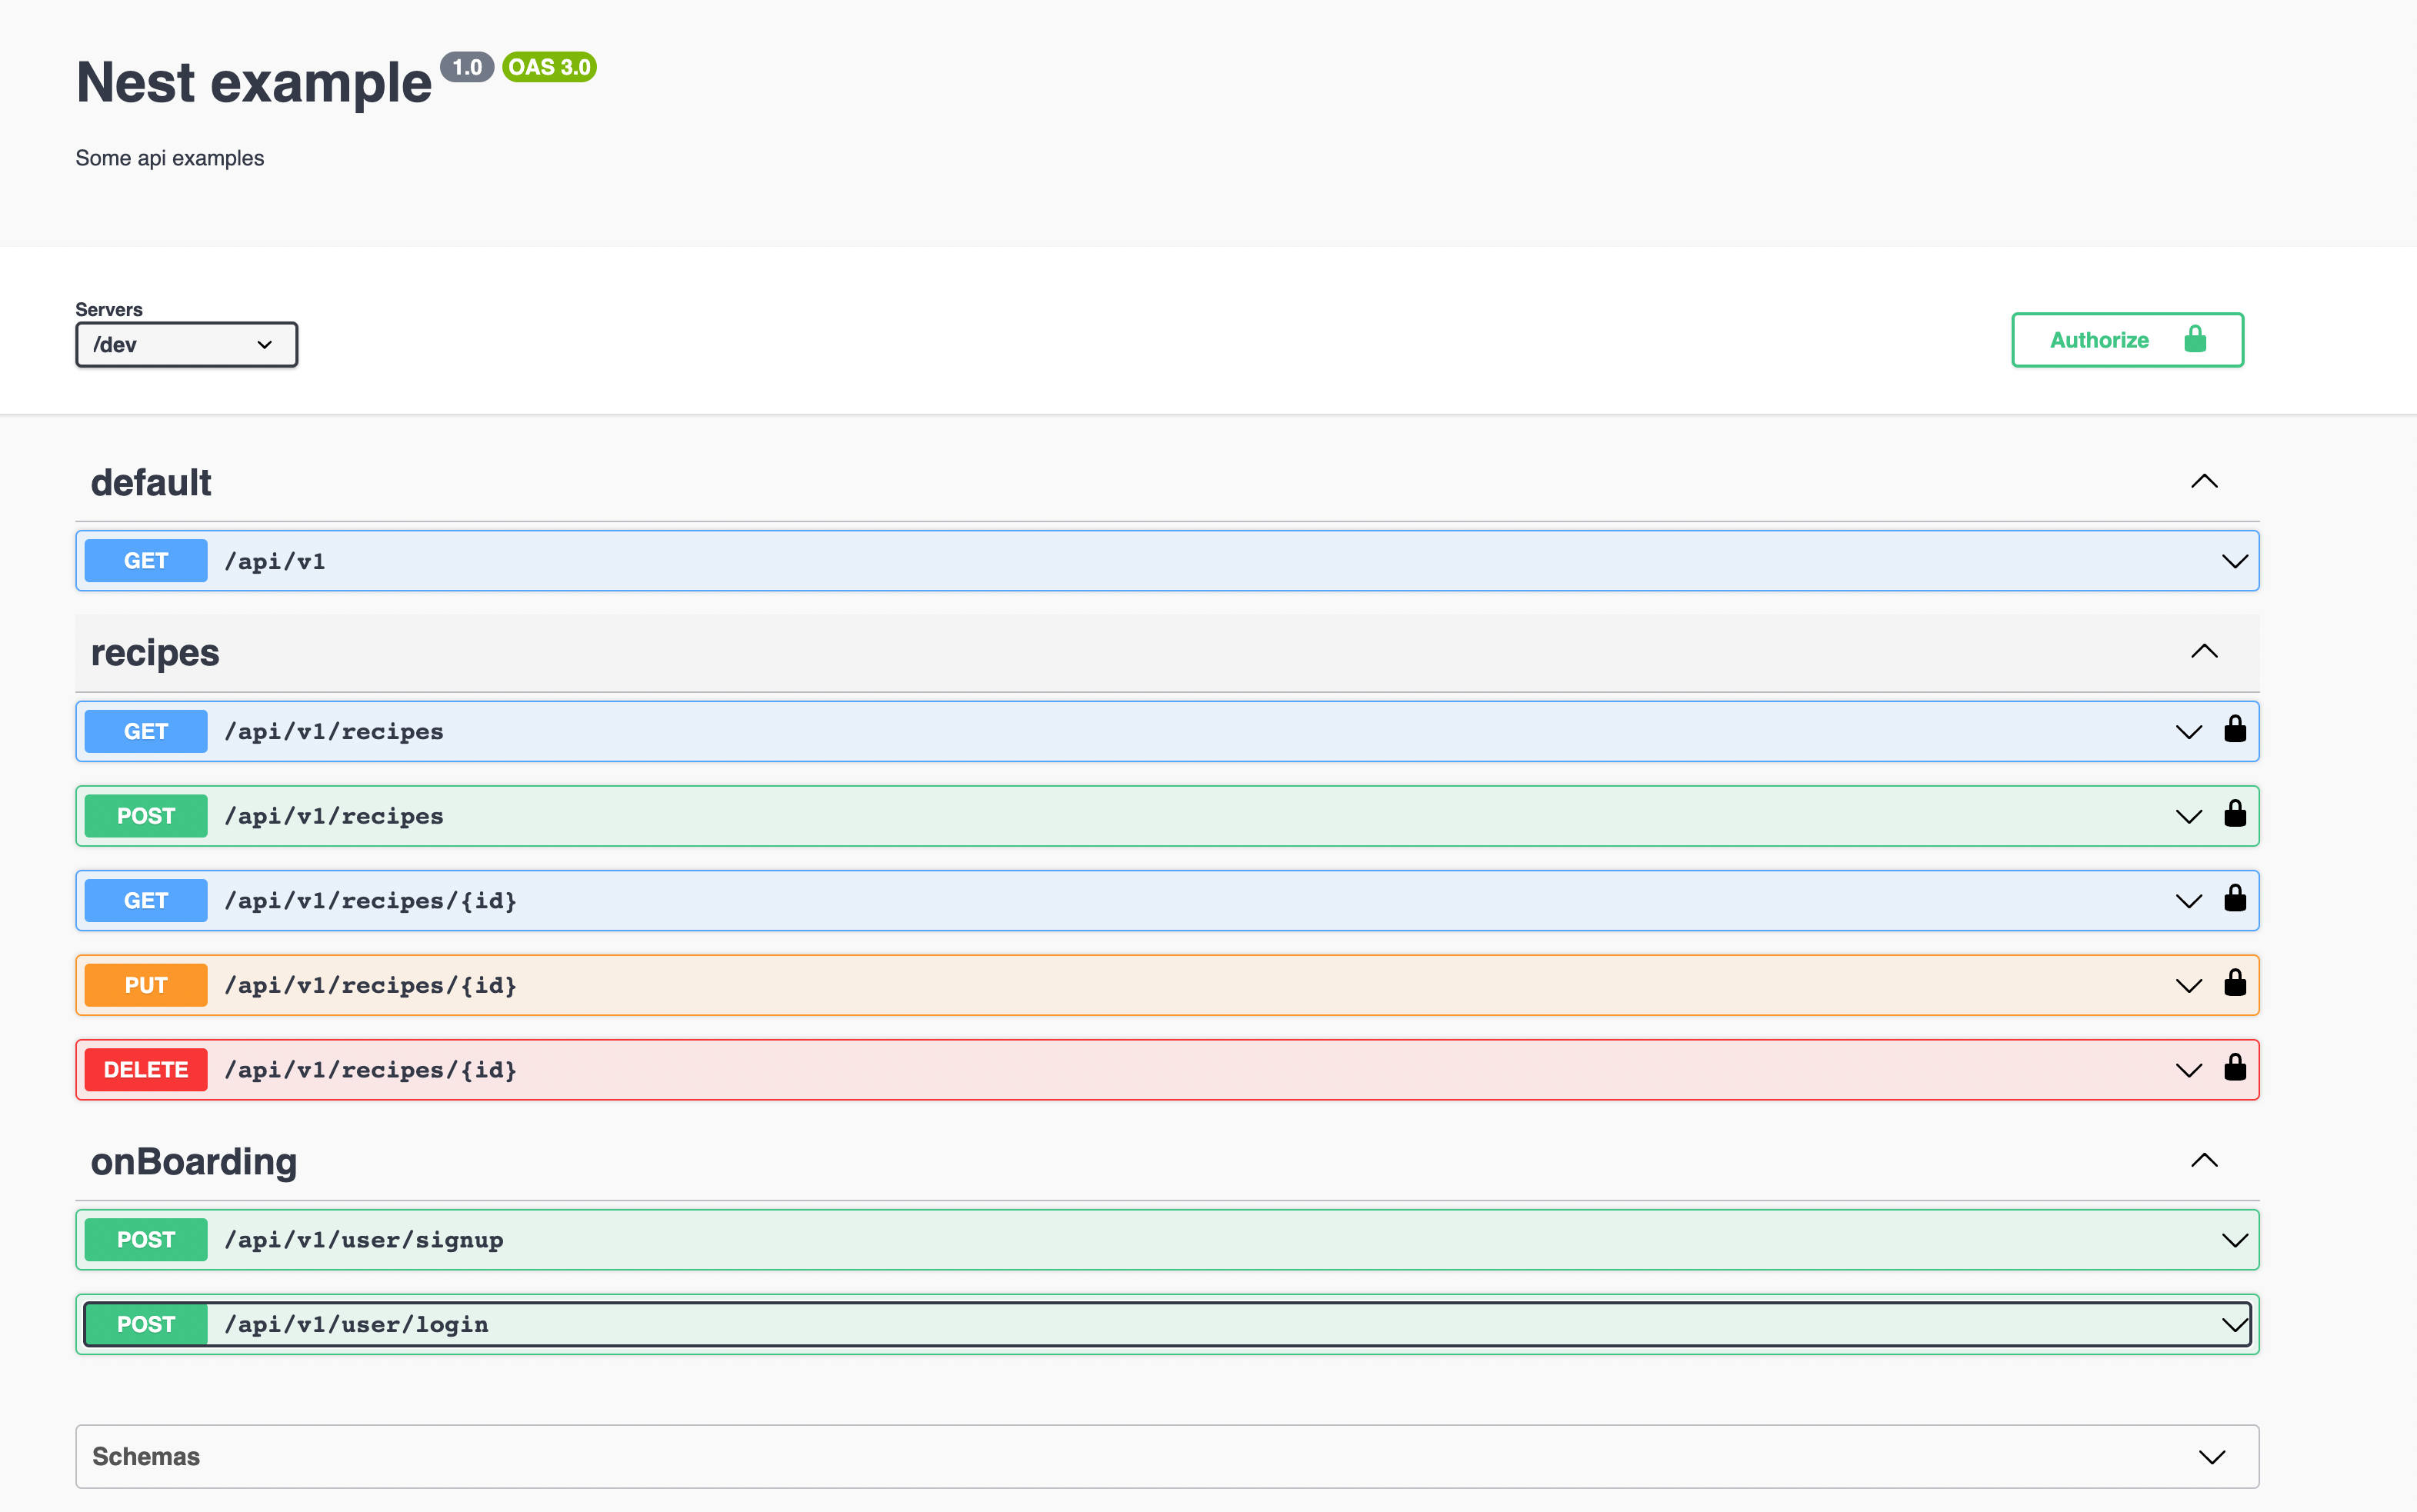 Nest example 1.0 OAS 3.0
Some api examples
Servers
/dev
Authorize
default
GET /api/v1
recipes
GET /api/v1/recipes
POST /api/v1/recipes
GET /api/v1/recipes/{id}
PUT /api/v1/recipes/{id}
DELETE /api/v1/recipes/{id}
onBoarding
POST /api/v1/user/signup
POST /api/v1/user/login
Schemas